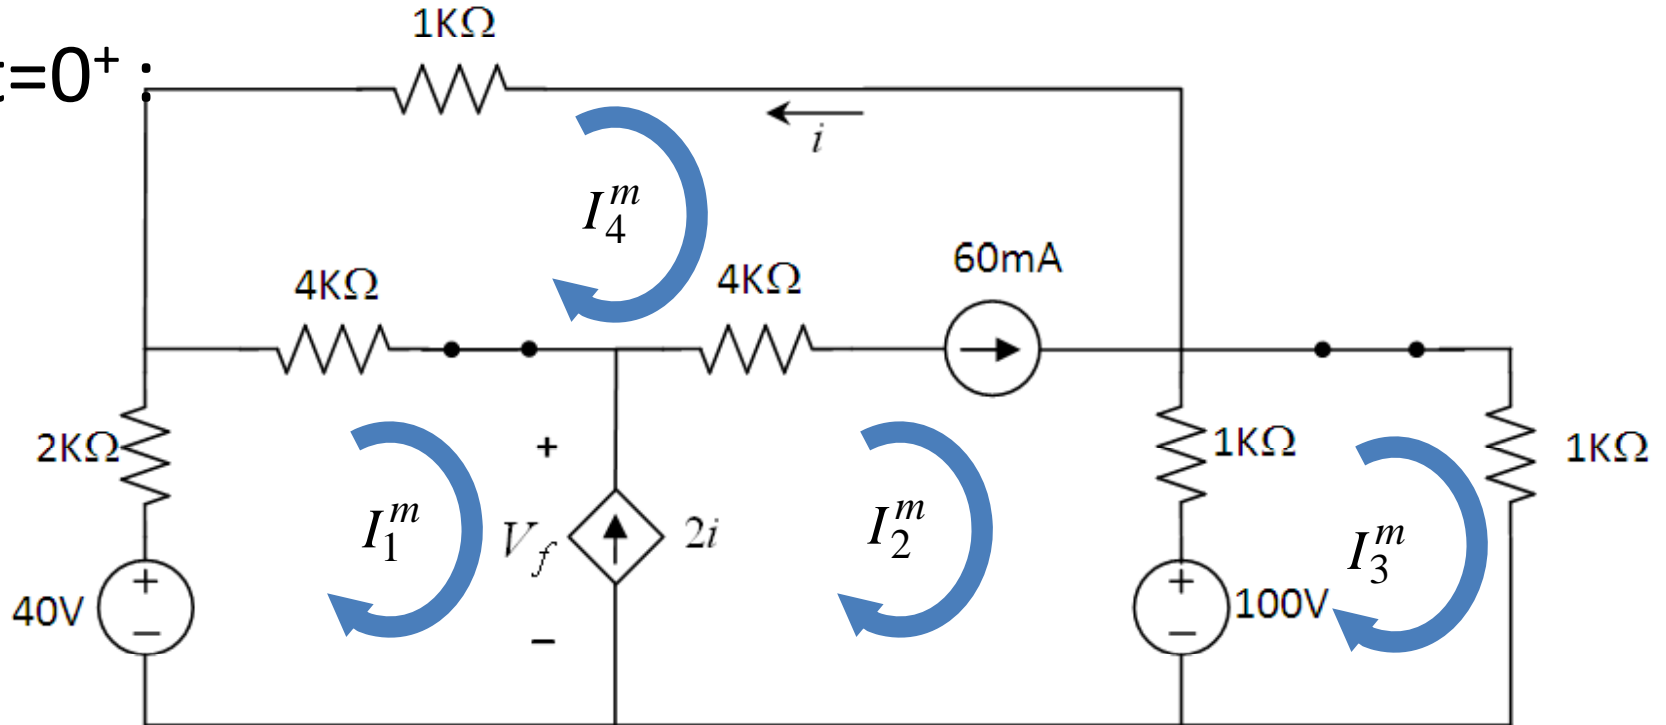 1KΩ
t=0⁺ :
i
I₄ᵐ
60mA
4KΩ
4KΩ
2KΩ
+
1KΩ
1KΩ
I₁ᵐ
V_f
2i
I₂ᵐ
I₃ᵐ
40V
+
−
+
−
100V
−